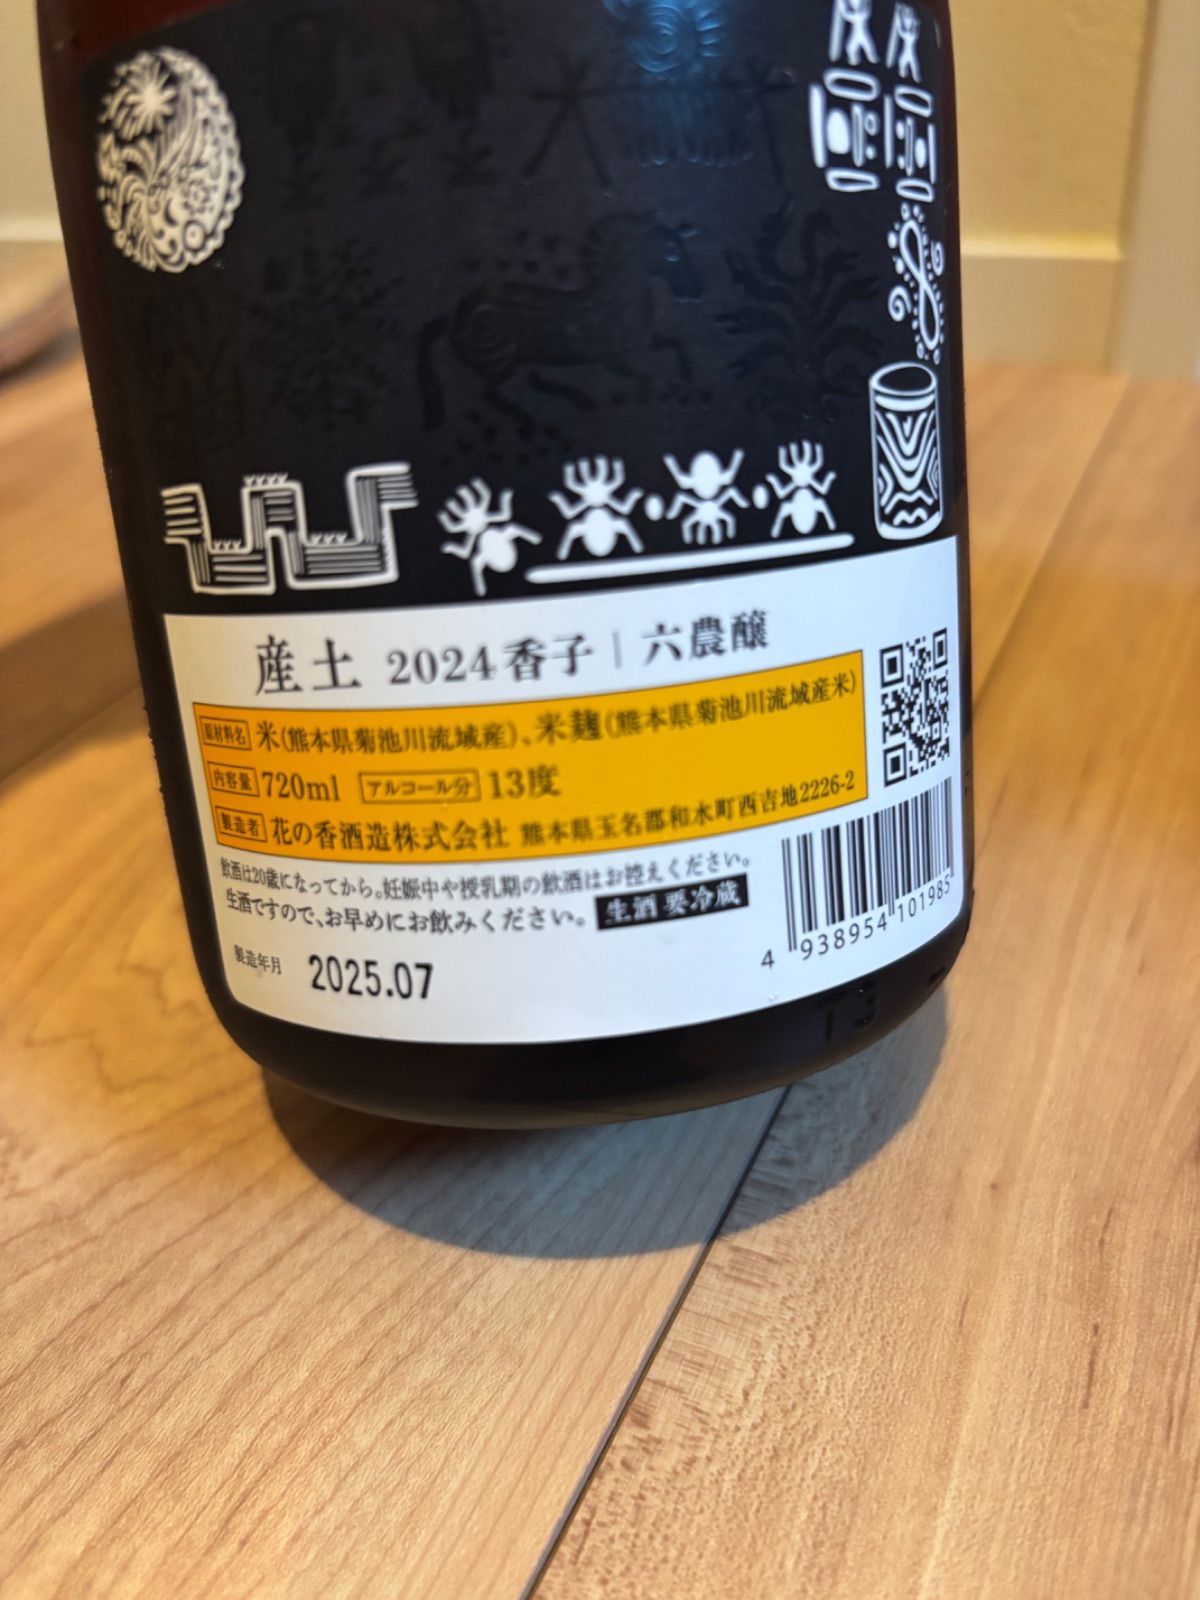 産土 2024香子｜六農醸
原材料名 米(熊本県菊池川流域産)、米麹(熊本県菊池川流域産米)
内容量 720ml アルコール分 13度
製造者 花の香酒造株式会社 熊本県玉名郡和水町西吉地2226-2
飲酒は20歳になってから。妊娠中や授乳期の飲酒はお控えください。
生酒ですので、お早めにお飲みください。 生酒 要冷蔵
製造年月 2025.07
4 938954 101985